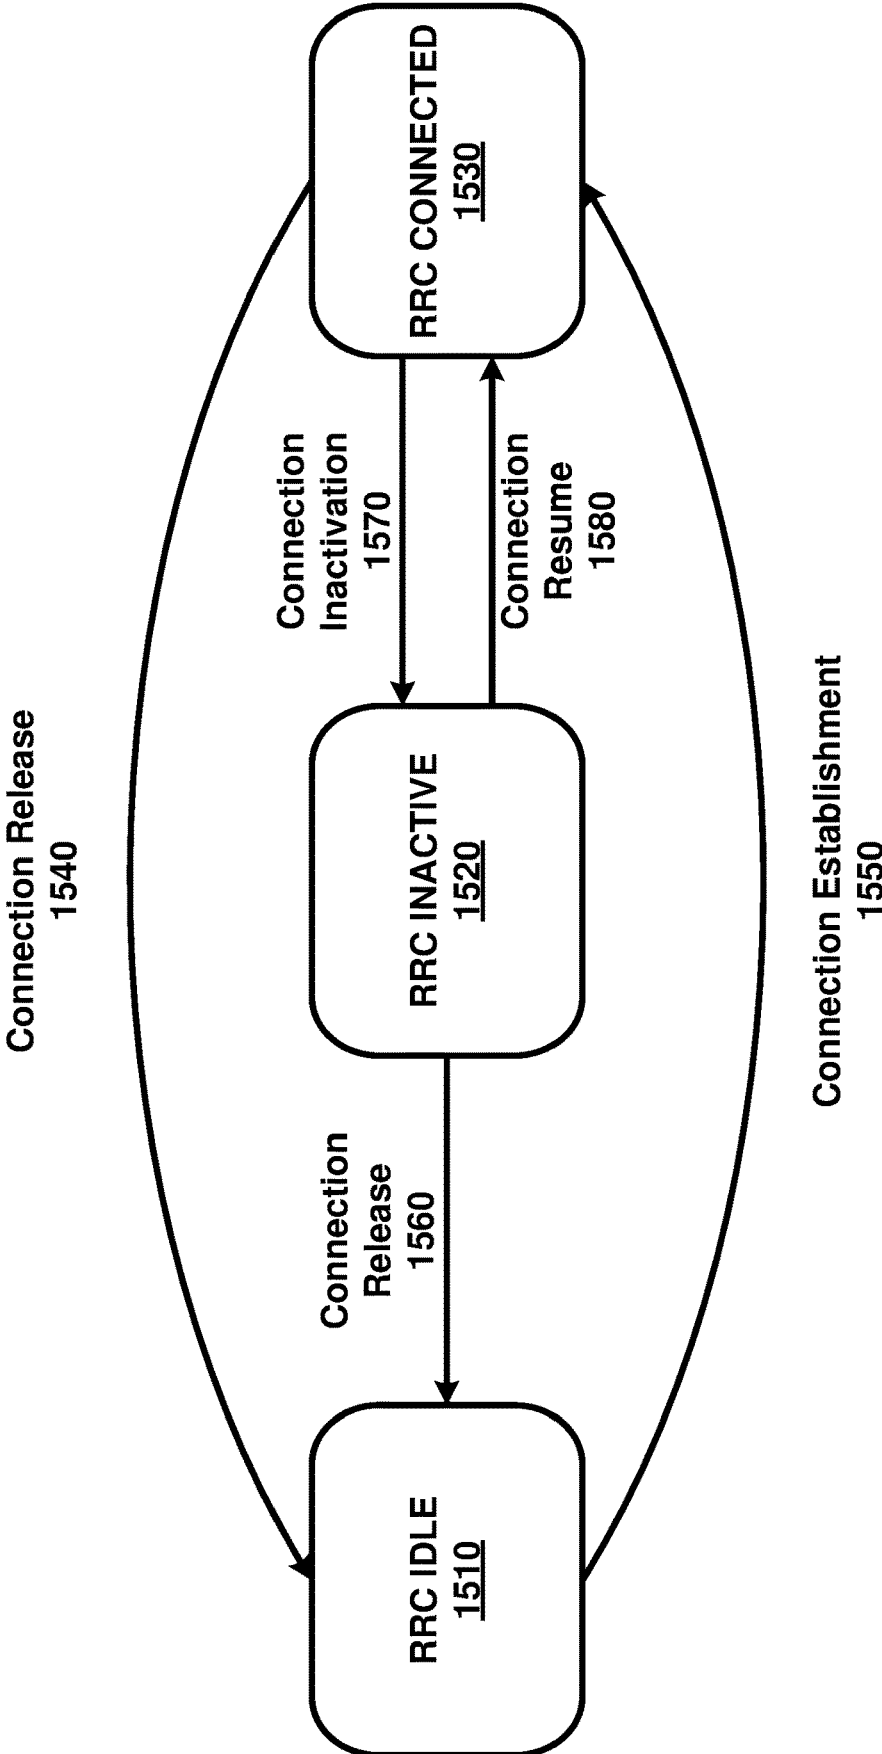 Connection Release
1540
RRC IDLE
1510
Connection
Release
1560
RRC INACTIVE
1520
Connection
Inactivation
1570
Connection
Resume
1580
RRC CONNECTED
1530
Connection Establishment
1550